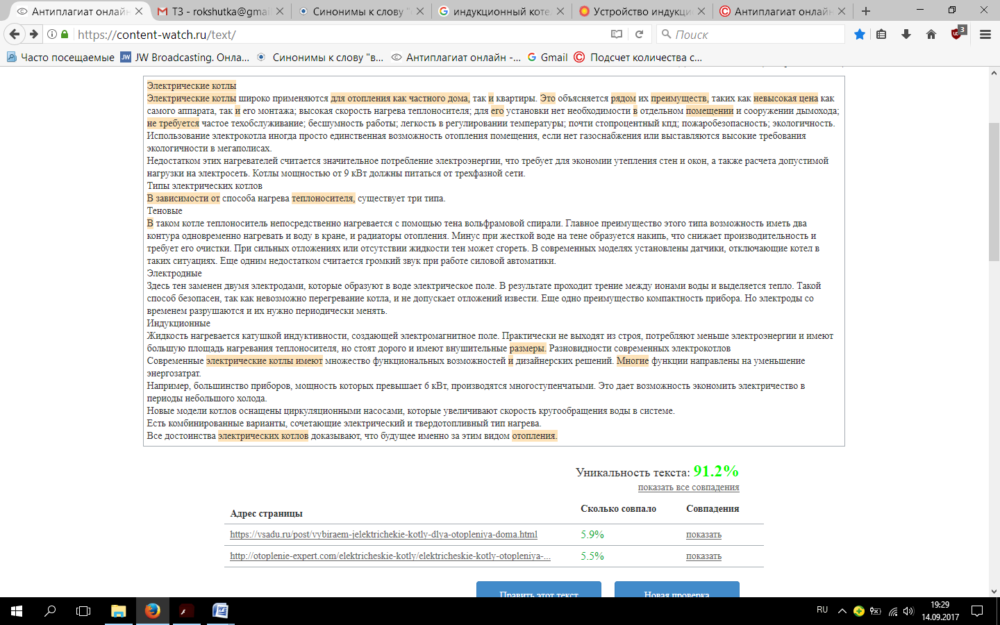 Антиплагиат онлайн
ТЗ - rokshutka@gmai
Синонимы к слову "
индукционный коте
Устройство индукци
Антиплагиат онлайн
https://content-watch.ru/text/
Поиск
3
Часто посещаемые
JW Broadcasting. Онла...
Синонимы к слову "в...
Антиплагиат онлайн -...
Gmail
Подсчет количества с...
Электрические котлы
Электрические котлы широко применяются для отопления как частного дома, так и квартиры. Это объясняется рядом их преимуществ, таких как невысокая цена как
самого аппарата, так и его монтажа; высокая скорость нагрева теплоносителя; для его установки нет необходимости в отдельном помещении и сооружении дымохода;
не требуется частое техобслуживание; бесшумность работы; легкость в регулировании температуры; почти стопроцентный кпд; пожаробезопасность; экологичность.
Использование электрокотла иногда просто единственная возможность отопления помещения, если нет газоснабжения или выставляются высокие требования
экологичности в мегаполисах.
Недостатком этих нагревателей считается значительное потребление электроэнергии, что требует для экономии утепления стен и окон, а также расчета допустимой
нагрузки на электросеть. Котлы мощностью от 9 кВт должны питаться от трехфазной сети.
Типы электрических котлов
В зависимости от способа нагрева теплоносителя, существует три типа.
Теновые
В таком котле теплоноситель непосредственно нагревается с помощью тена вольфрамовой спирали. Главное преимущество этого типа возможность иметь два
контура одновременно нагревать и воду в кране, и радиаторы отопления. Минус при жесткой воде на тене образуется накипь, что снижает производительность и
требует его очистки. При сильных отложениях или отсутствии жидкости тен может сгореть. В современных моделях установлены датчики, отключающие котел в
таких ситуациях. Еще одним недостатком считается громкий звук при работе силовой автоматики.
Электродные
Здесь тен заменен двумя электродами, которые образуют в воде электрическое поле. В результате проходит трение между ионами воды и выделяется тепло. Такой
способ безопасен, так как невозможно перегревание котла, и не допускает отложений извести. Еще одно преимущество компактность прибора. Но электроды со
временем разрушаются и их нужно периодически менять.
Индукционные
Жидкость нагревается катушкой индуктивности, создающей электромагнитное поле. Практически не выходят из строя, потребляют меньше электроэнергии и имеют
большую площадь нагревания теплоносителя, но стоят дорого и имеют внушительные размеры. Разновидности современных электрокотлов
Современные электрические котлы имеют множество функциональных возможностей и дизайнерских решений. Многие функции направлены на уменьшение
энергозатрат.
Например, большинство приборов, мощность которых превышает 6 кВт, производятся многоступенчатыми. Это дает возможность экономить электричество в
периоды небольшого холода.
Новые модели котлов оснащены циркуляционными насосами, которые увеличивают скорость кругообращения воды в системе.
Есть комбинированные варианты, сочетающие электрический и твердотопливный тип нагрева.
Все достоинства электрических котлов доказывают, что будущее именно за этим видом отопления.
Уникальность текста: 91.2%
показать все совпадения
Адрес страницы Сколько совпало Совпадения
https://vsadu.ru/post/vybiraem-jelektrichekie-kotly-dlya-otopleniya-doma.html 5.9% показать
http://otoplenie-expert.com/elektricheskie-kotly/elektricheskie-kotly-otopleniya-... 5.5% показать
Править этот текст Новая проверка
RU
19:29
14.09.2017